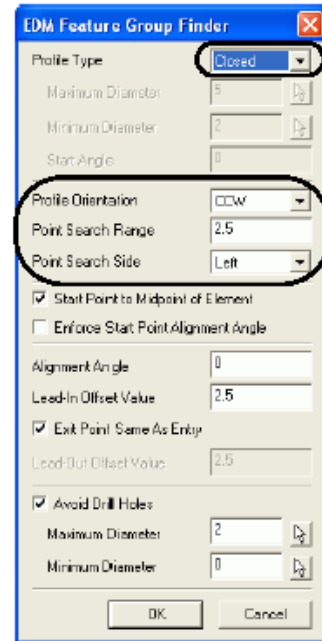 EDM Feature Group Finder
Profile Type Closed
Maximum Diameter 5
Minimum Diameter 2
Start Angle 0
Profile Orientation CCW
Point Search Range 2.5
Point Search Side Left
Start Point to Midpoint of Element
Enforce Start Point Alignment Angle
Alignment Angle 0
Lead-In Offset Value 2.5
Exit Point Same As Entry
Lead-Out Offset Value 2.5
Avoid Drill Holes
Maximum Diameter 2
Minimum Diameter 0
OK Cancel